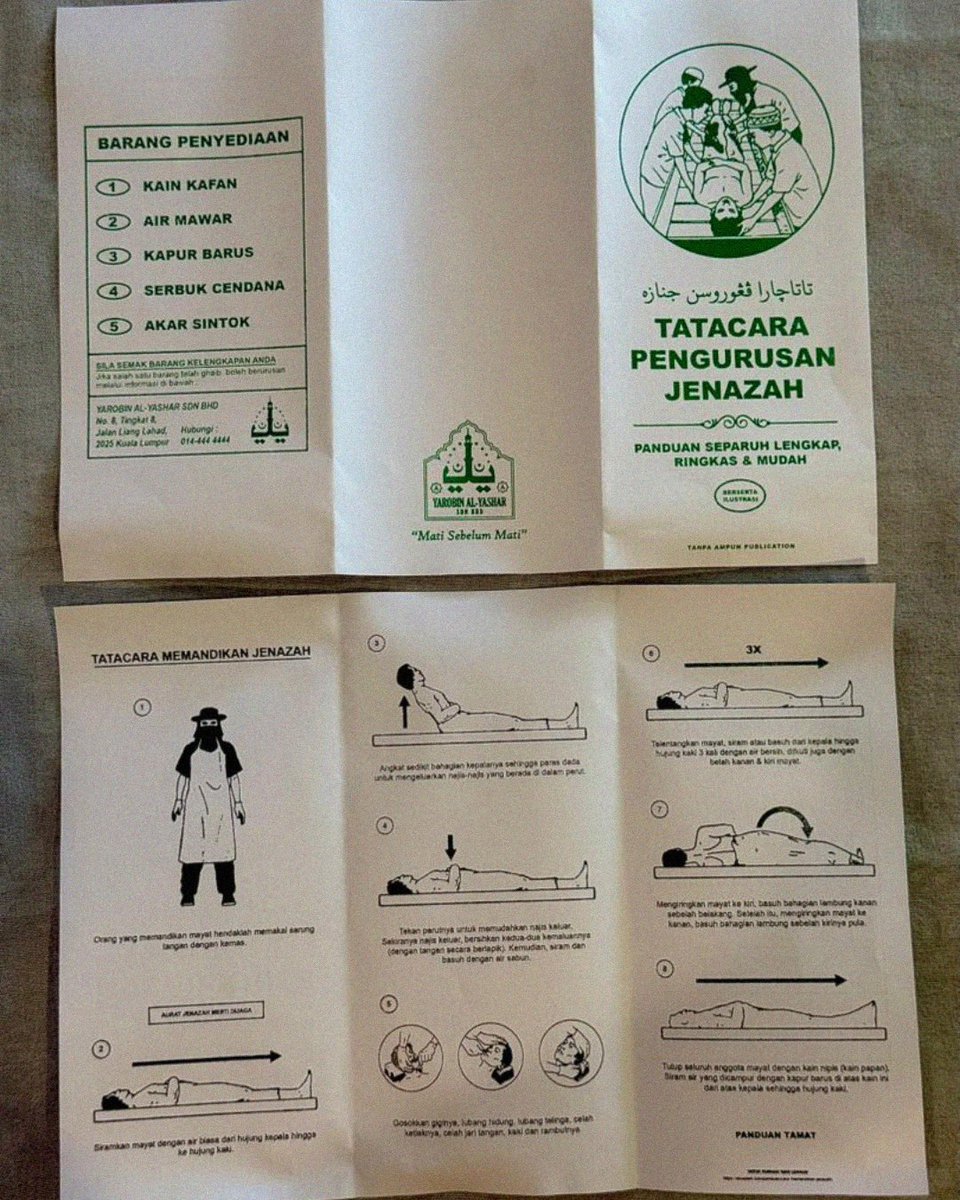 BARANG PENYEDIAAN
1 KAIN KAFAN
2 AIR MAWAR
3 KAPUR BARUS
4 SERBUK CENDANA
5 AKAR SINTOK
SILA SEMAK BARANG KELENGKAPAN ANDA
Jika salah satu barang telah ghaib, boleh berurusan
melalui informasi di bawah.
YAROBIN AL-YASHAR SDN BHD
No. 8, Tingkat 8,
Jalan Liang Lahad, Hubungi :
2025 Kuala Lumpur 014-444 4444
YAROBIN AL-YASHAR
SDN BHD
"Mati Sebelum Mati"
تاتاچارا ڤڠوروسن جنازه
TATACARA
PENGURUSAN
JENAZAH
PANDUAN SEPARUH LENGKAP,
RINGKAS & MUDAH
BERSERTA
ILUSTRASI
TANPA AMPUN PUBLICATION
TATACARA MEMANDIKAN JENAZAH
1
Orang yang memandikan mayat hendaklah memakai sarung
tangan dengan kemas.
AURAT JENAZAH MESTI DIJAGA
2
Siramkan mayat dengan air biasa dari hujung kepala hingga
ke hujung kaki.
3
Angkat sedikit bahagian kepalanya sehingga paras dada
untuk mengeluarkan najis-najis yang berada di dalam perut.
4
Tekan perutnya untuk memudahkan najis keluar.
Sekiranya najis keluar, bersihkan kedua-dua kemaluannya
(dengan tangan secara berlapik). Kemudian, siram dan
basuh dengan air sabun.
5
Gosokkan giginya, lubang hidung, lubang telinga, celah
ketiaknya, celah jari tangan, kaki dan rambutnya.
6
3X
Telentangkan mayat, siram atau basuh dari kepala hingga
hujung kaki 3 kali dengan air bersih, diikuti juga dengan
belah kanan & kiri mayat.
7
Mengiringkan mayat ke kiri, basuh bahagian lambung kanan
sebelah belakang. Setelah itu, mengiringkan mayat ke
kanan, basuh bahagian lambung sebelah kirinya pula.
8
Tutup seluruh anggota mayat dengan kain nipis (kain papan).
Siram air yang dicampur dengan kapur barus di atas kain ini
dari atas kepala sehingga hujung kaki.
PANDUAN TAMAT